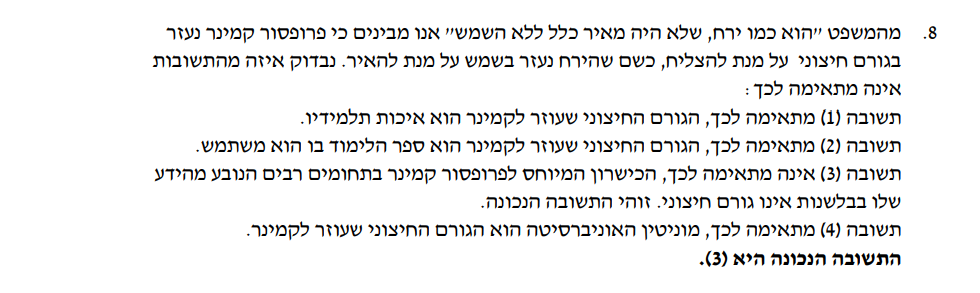 8. מהמשפט "הוא כמו ירח, שלא היה מאיר כלל ללא השמש" אנו מבינים כי פרופסור קמינר נעזר
בגורם חיצוני על מנת להצליח, כשם שהירח נעזר בשמש על מנת להאיר. נבדוק איזה מהתשובות
אינה מתאימה לכך:
תשובה (1) מתאימה לכך, הגורם החיצוני שעוזר לקמינר הוא איכות תלמידיו.
תשובה (2) מתאימה לכך, הגורם החיצוני שעוזר לקמינר הוא ספר הלימוד בו הוא משתמש.
תשובה (3) אינה מתאימה לכך, הכישרון המיוחס לפרופסור קמינר בתחומים רבים הנובע מהידע
שלו בבלשנות אינו גורם חיצוני. זוהי התשובה הנכונה.
תשובה (4) מתאימה לכך, מוניטין האוניברסיטה הוא הגורם החיצוני שעוזר לקמינר.
התשובה הנכונה היא (3).